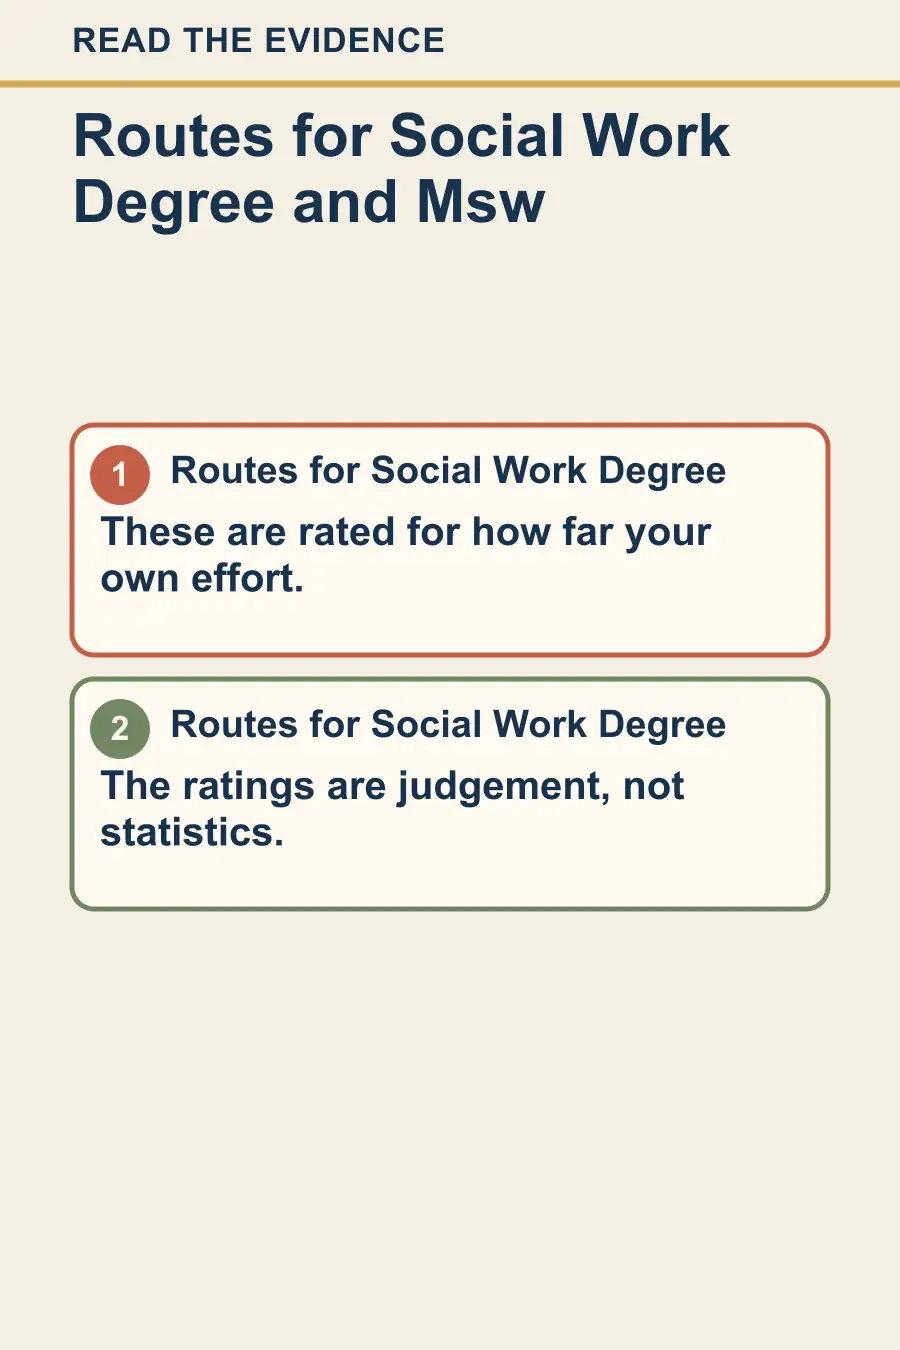 READ THE EVIDENCE
Routes for Social Work
Degree and Msw
1 Routes for Social Work Degree
These are rated for how far your
own effort.
2 Routes for Social Work Degree
The ratings are judgement, not
statistics.